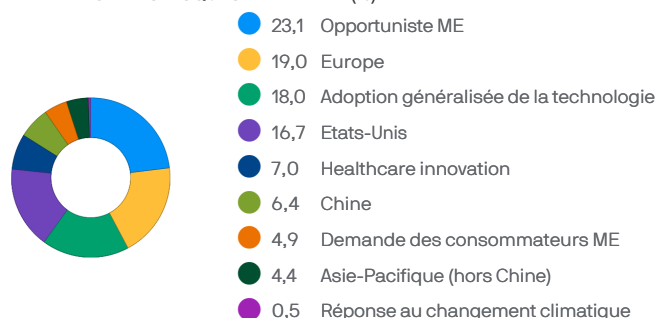 23,1 Opportuniste ME
19,0 Europe
18,0 Adoption généralisée de la technologie
16,7 Etats-Unis
7,0 Healthcare innovation
6,4 Chine
4,9 Demande des consommateurs ME
4,4 Asie-Pacifique (hors Chine)
0,5 Réponse au changement climatique